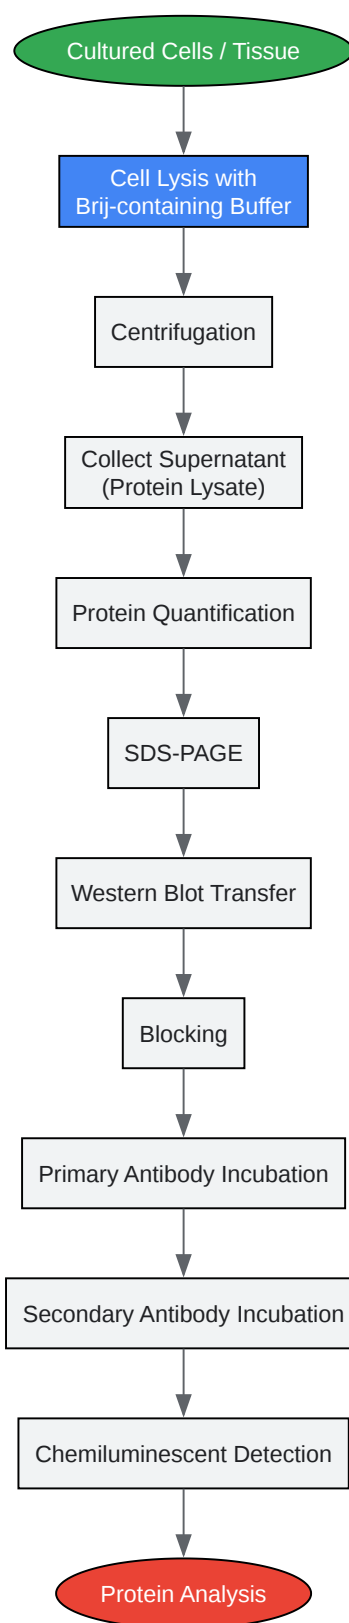 Cultured Cells / Tissue
Cell Lysis with
Brij-containing Buffer
Centrifugation
Collect Supernatant
(Protein Lysate)
Protein Quantification
SDS-PAGE
Western Blot Transfer
Blocking
Primary Antibody Incubation
Secondary Antibody Incubation
Chemiluminescent Detection
Protein Analysis